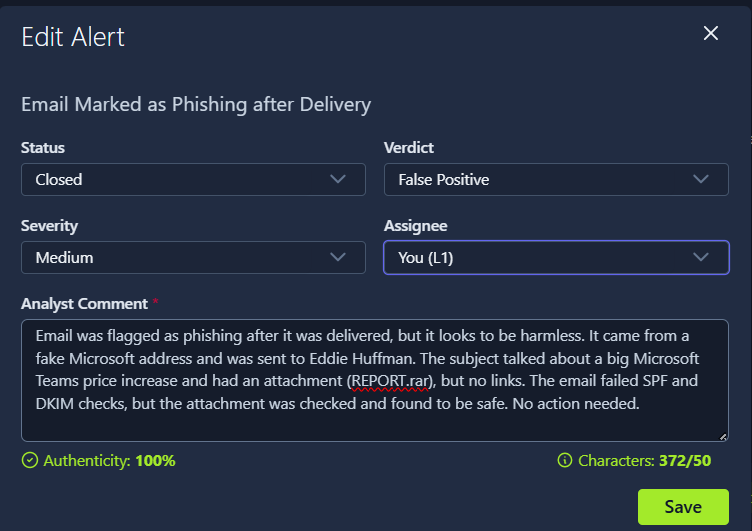 Edit Alert
Email Marked as Phishing after Delivery
Status
Verdict
Closed
False Positive
Severity
Assignee
Medium
You (L1)
Analyst Comment *
Email was flagged as phishing after it was delivered, but it looks to be harmless. It came from a
fake Microsoft address and was sent to Eddie Huffman. The subject talked about a big Microsoft
Teams price increase and had an attachment (REPORT.rar), but no links. The email failed SPF and
DKIM checks, but the attachment was checked and found to be safe. No action needed.
Authenticity: 100%
Characters: 372/50
Save